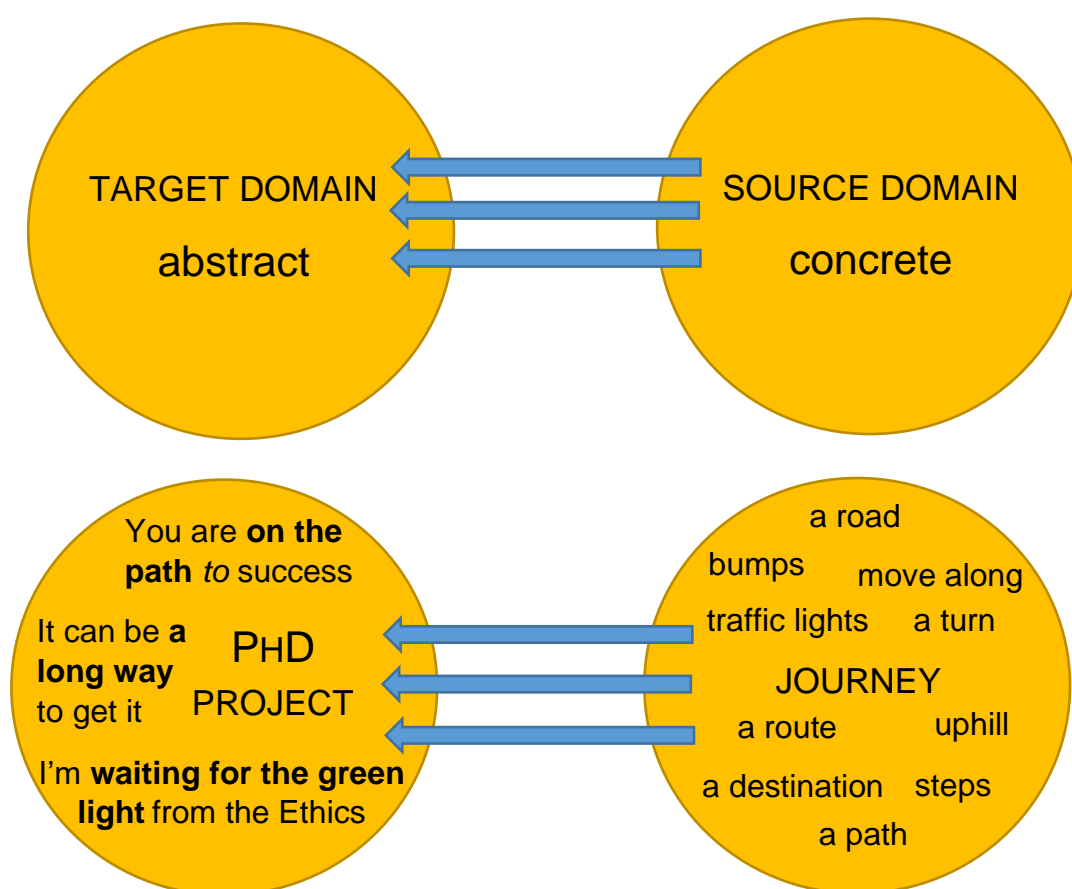 TARGET DOMAIN
abstract
SOURCE DOMAIN
concrete
You are on the
path to success
It can be a
long way
to get it
PHD
PROJECT
I'm waiting for the green
light from the Ethics
a road
bumps
move along
traffic lights
a turn
JOURNEY
a route
uphill
a destination
steps
a path